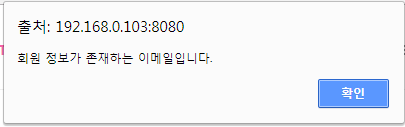 출처: 192.168.0.103:8080
회원 정보가 존재하는 이메일입니다.
확인